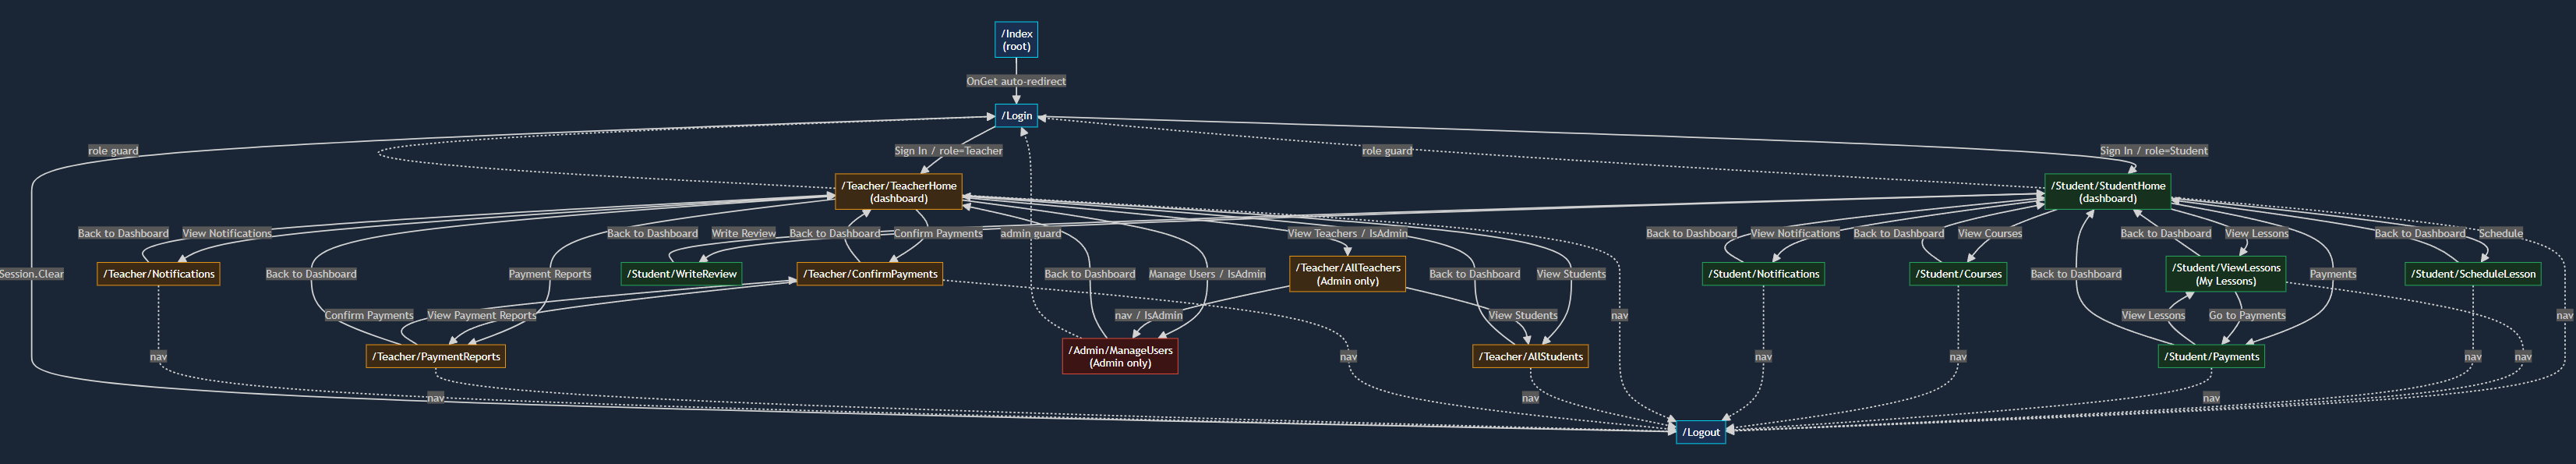 /Index
(root)
OnGet auto-redirect
/Login
role guard
Sign In / role=Teacher
role guard
Sign In / role=Student
/Teacher/TeacherHome
(dashboard)
/Student/StudentHome
(dashboard)
Back to Dashboard
View Notifications
Back to Dashboard
Write Review
Back to Dashboard
Confirm Payments
admin guard
View Teachers / IsAdmin
Back to Dashboard
View Notifications
Back to Dashboard
View Courses
Back to Dashboard
View Lessons
Back to Dashboard
Schedule
Session.Clear
/Teacher/Notifications
Back to Dashboard
Payment Reports
/Student/WriteReview
/Teacher/ConfirmPayments
Back to Dashboard
Manage Users / IsAdmin
/Teacher/AllTeachers
(Admin only)
Back to Dashboard
View Students
/Student/Notifications
/Student/Courses
Back to Dashboard
/Student/ViewLessons
(My Lessons)
Payments
/Student/ScheduleLesson
Confirm Payments
View Payment Reports
nav / IsAdmin
View Students
nav
View Lessons
Go to Payments
nav
nav
/Teacher/PaymentReports
/Admin/ManageUsers
(Admin only)
nav
/Teacher/AllStudents
nav
nav
/Student/Payments
nav
nav
nav
nav
nav
/Logout